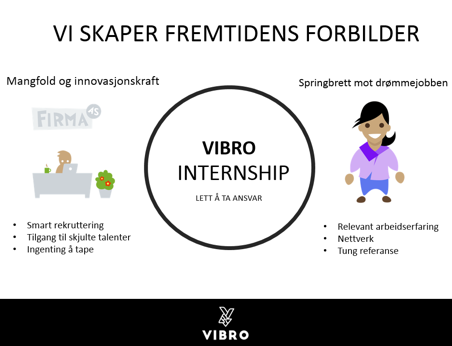 VI SKAPER FREMTIDENS FORBILDER
Mangfold og innovasjonskraft
FIRMA AS
• Smart rekruttering
• Tilgang til skjulte talenter
• Ingenting å tape
VIBRO
INTERNSHIP
LETT Å TA ANSVAR
Springbrett mot drømmejobben
• Relevant arbeidserfaring
• Nettverk
• Tung referanse
VIBRO